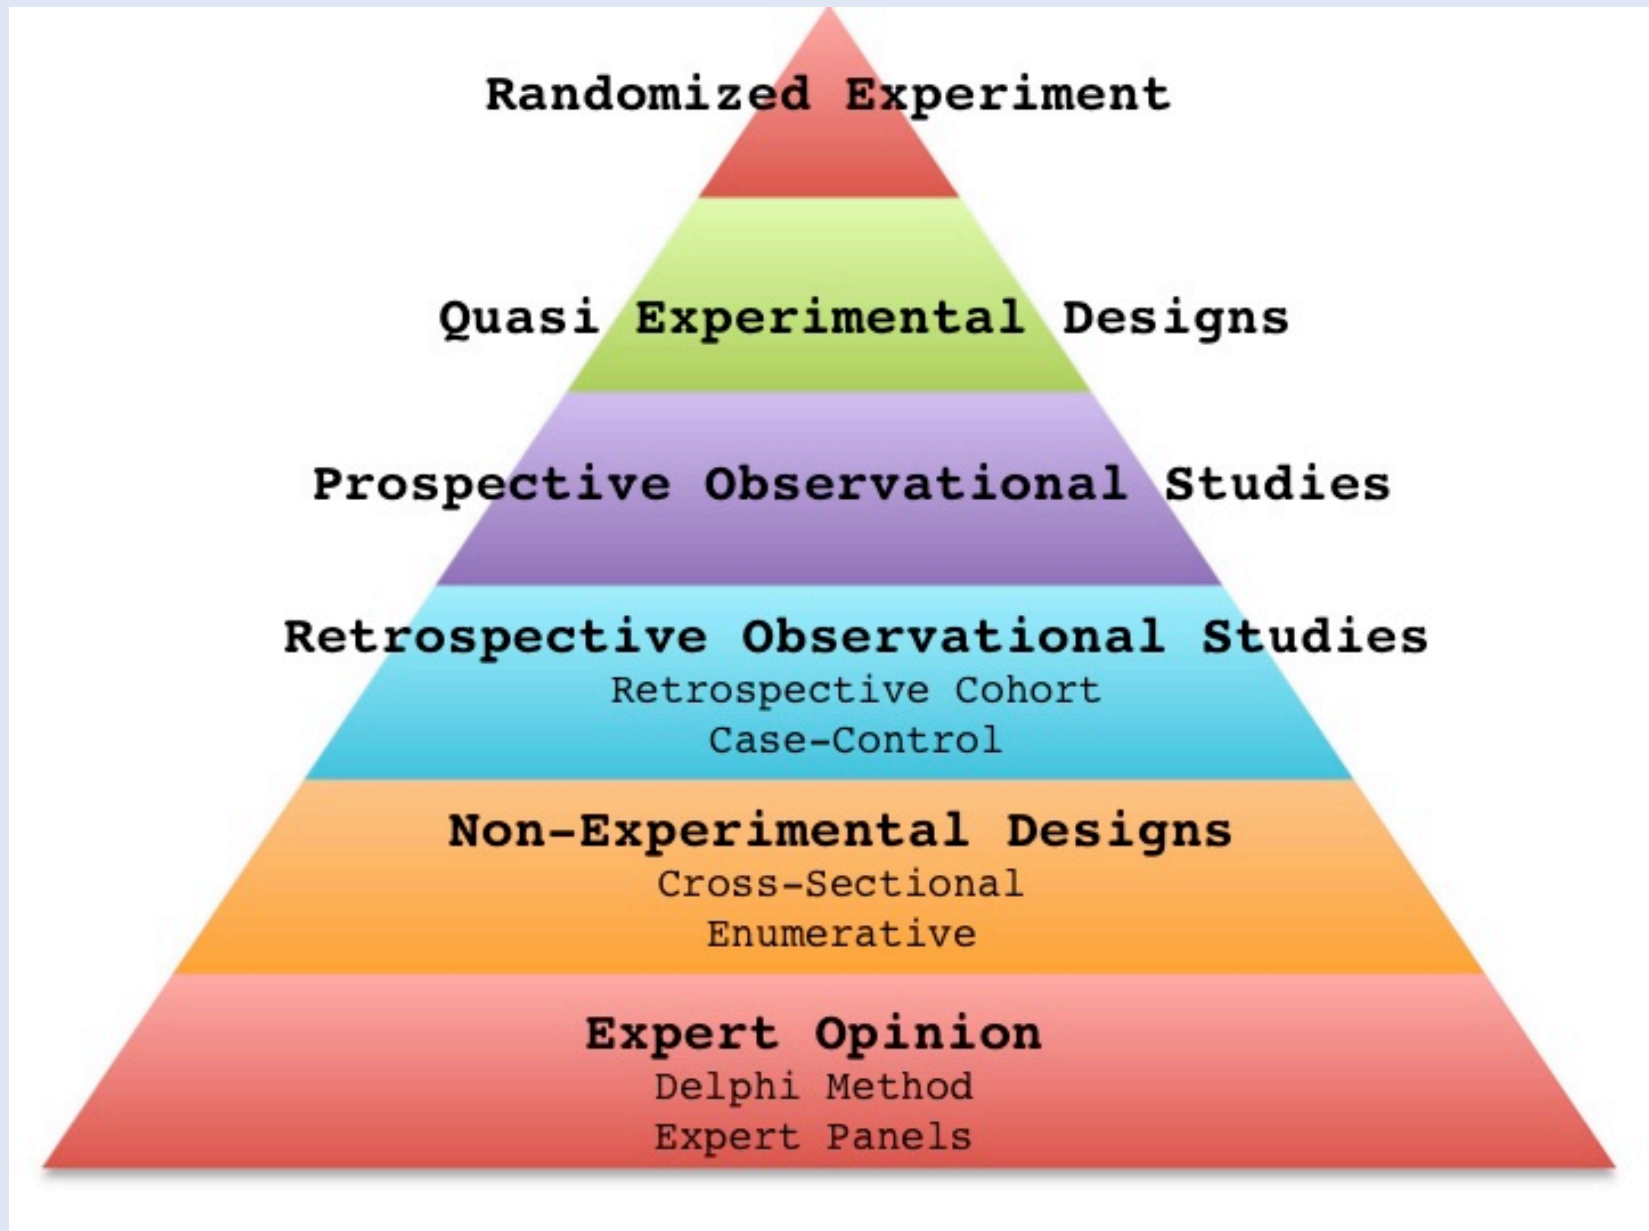 Randomized Experiment
Quasi Experimental Designs
Prospective Observational Studies
Retrospective Observational Studies
Retrospective Cohort
Case-Control
Non-Experimental Designs
Cross-Sectional
Enumerative
Expert Opinion
Delphi Method
Expert Panels